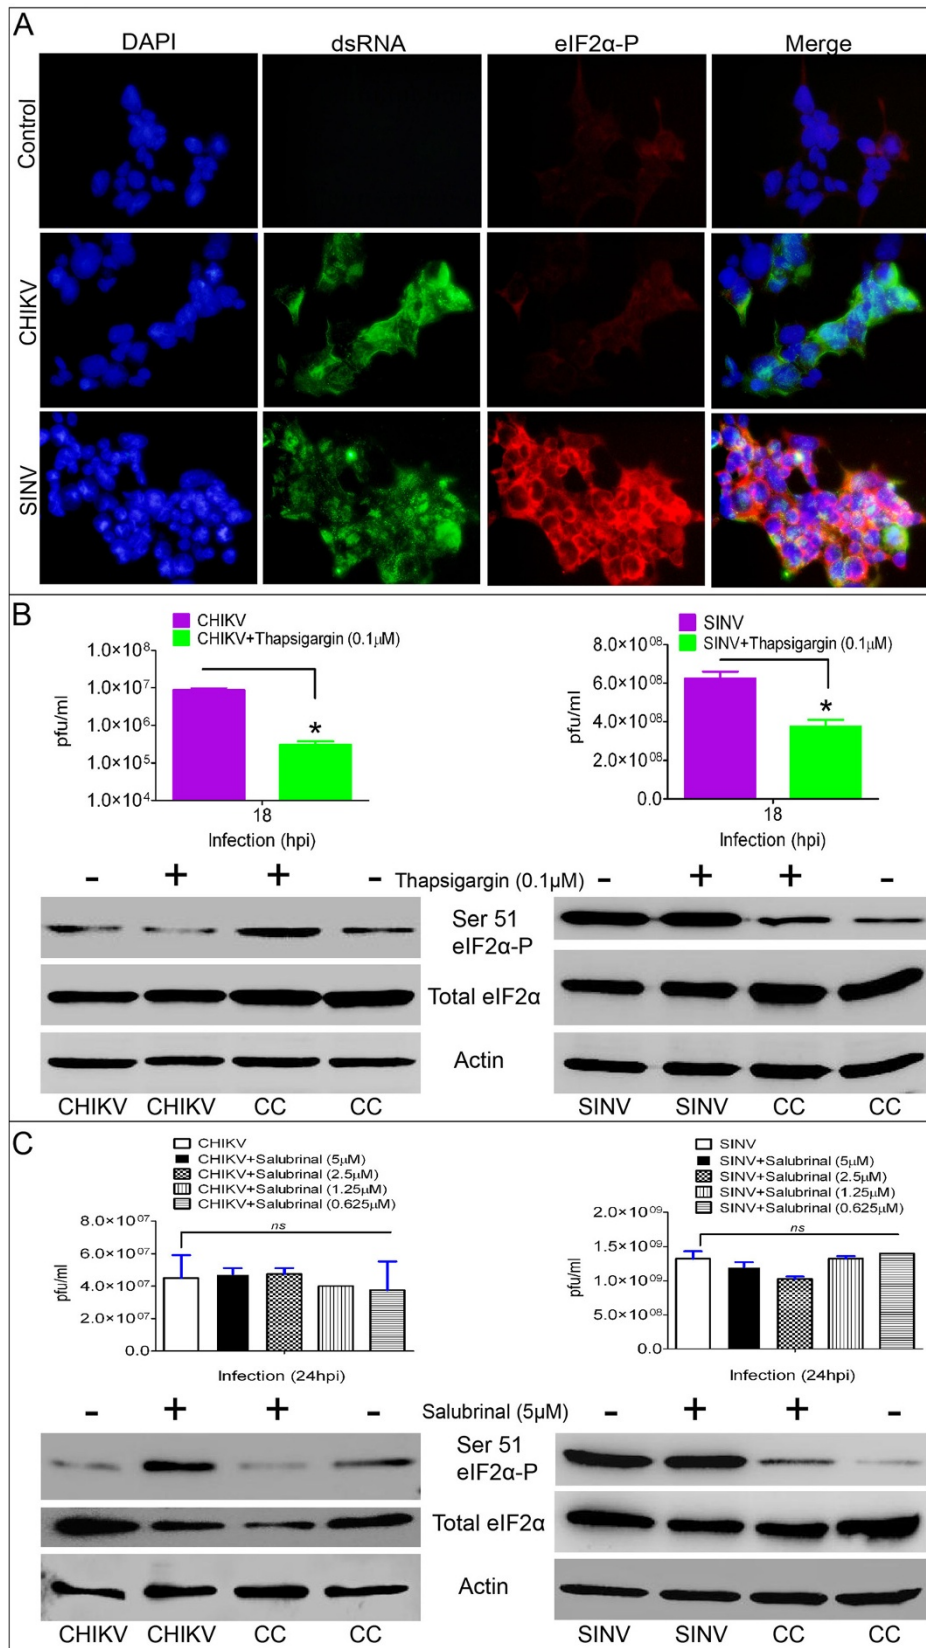 A
DAPI dsRNA eIF2α-P Merge
Control
CHIKV
SINV
B
CHIKV
CHIKV+Thapsigargin (0.1μM)
1.0×10⁸
1.0×10⁷
1.0×10⁶
1.0×10⁵
1.0×10⁴
pfu/ml
*
18
Infection (hpi)
SINV
SINV+Thapsigargin (0.1μM)
8.0×10⁰⁸
6.0×10⁰⁸
4.0×10⁰⁸
2.0×10⁰⁸
0.0
pfu/ml
*
18
Infection (hpi)
- + + - Thapsigargin (0.1μM) - + + -
Ser 51
eIF2α-P
Total eIF2α
Actin
CHIKV CHIKV CC CC SINV SINV CC CC
C
CHIKV
CHIKV+Salubrinal (5μM)
CHIKV+Salubrinal (2.5μM)
CHIKV+Salubrinal (1.25μM)
CHIKV+Salubrinal (0.625μM)
8.0×10⁰⁷
6.0×10⁰⁷
4.0×10⁰⁷
2.0×10⁰⁷
0.0
pfu/ml
ns
Infection (24hpi)
SINV
SINV+Salubrinal (5μM)
SINV+Salubrinal (2.5μM)
SINV+Salubrinal (1.25μM)
SINV+Salubrinal (0.625μM)
2.0×10⁰⁹
1.5×10⁰⁹
1.0×10⁰⁹
5.0×10⁰⁸
0.0
pfu/ml
ns
Infection (24hpi)
- + + - Salubrinal (5μM) - + + -
Ser 51
eIF2α-P
Total eIF2α
Actin
CHIKV CHIKV CC CC SINV SINV CC CC